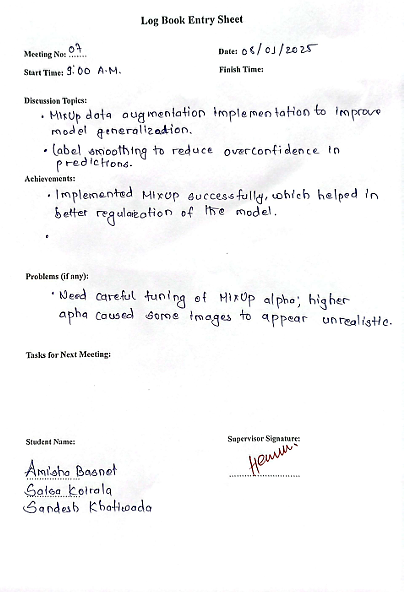 Log Book Entry Sheet
Meeting No: 07
Date: 08/01/2025
Start Time: 9:00 A.M.
Finish Time:
Discussion Topics:
• MixUp data augmentation implementation to improve
model generalization.
• Label smoothing to reduce overconfidence in
predictions.
Achievements:
• Implemented MixUp successfully, which helped in
better regularization of the model.
•
Problems (if any):
• Need careful tuning of MixUp alpha; higher
apha caused some images to appear unrealistic.
Tasks for Next Meeting:
Student Name:
Supervisor Signature:
Amisha Basnet
Salga Koirala
Sandesh Khatiwada